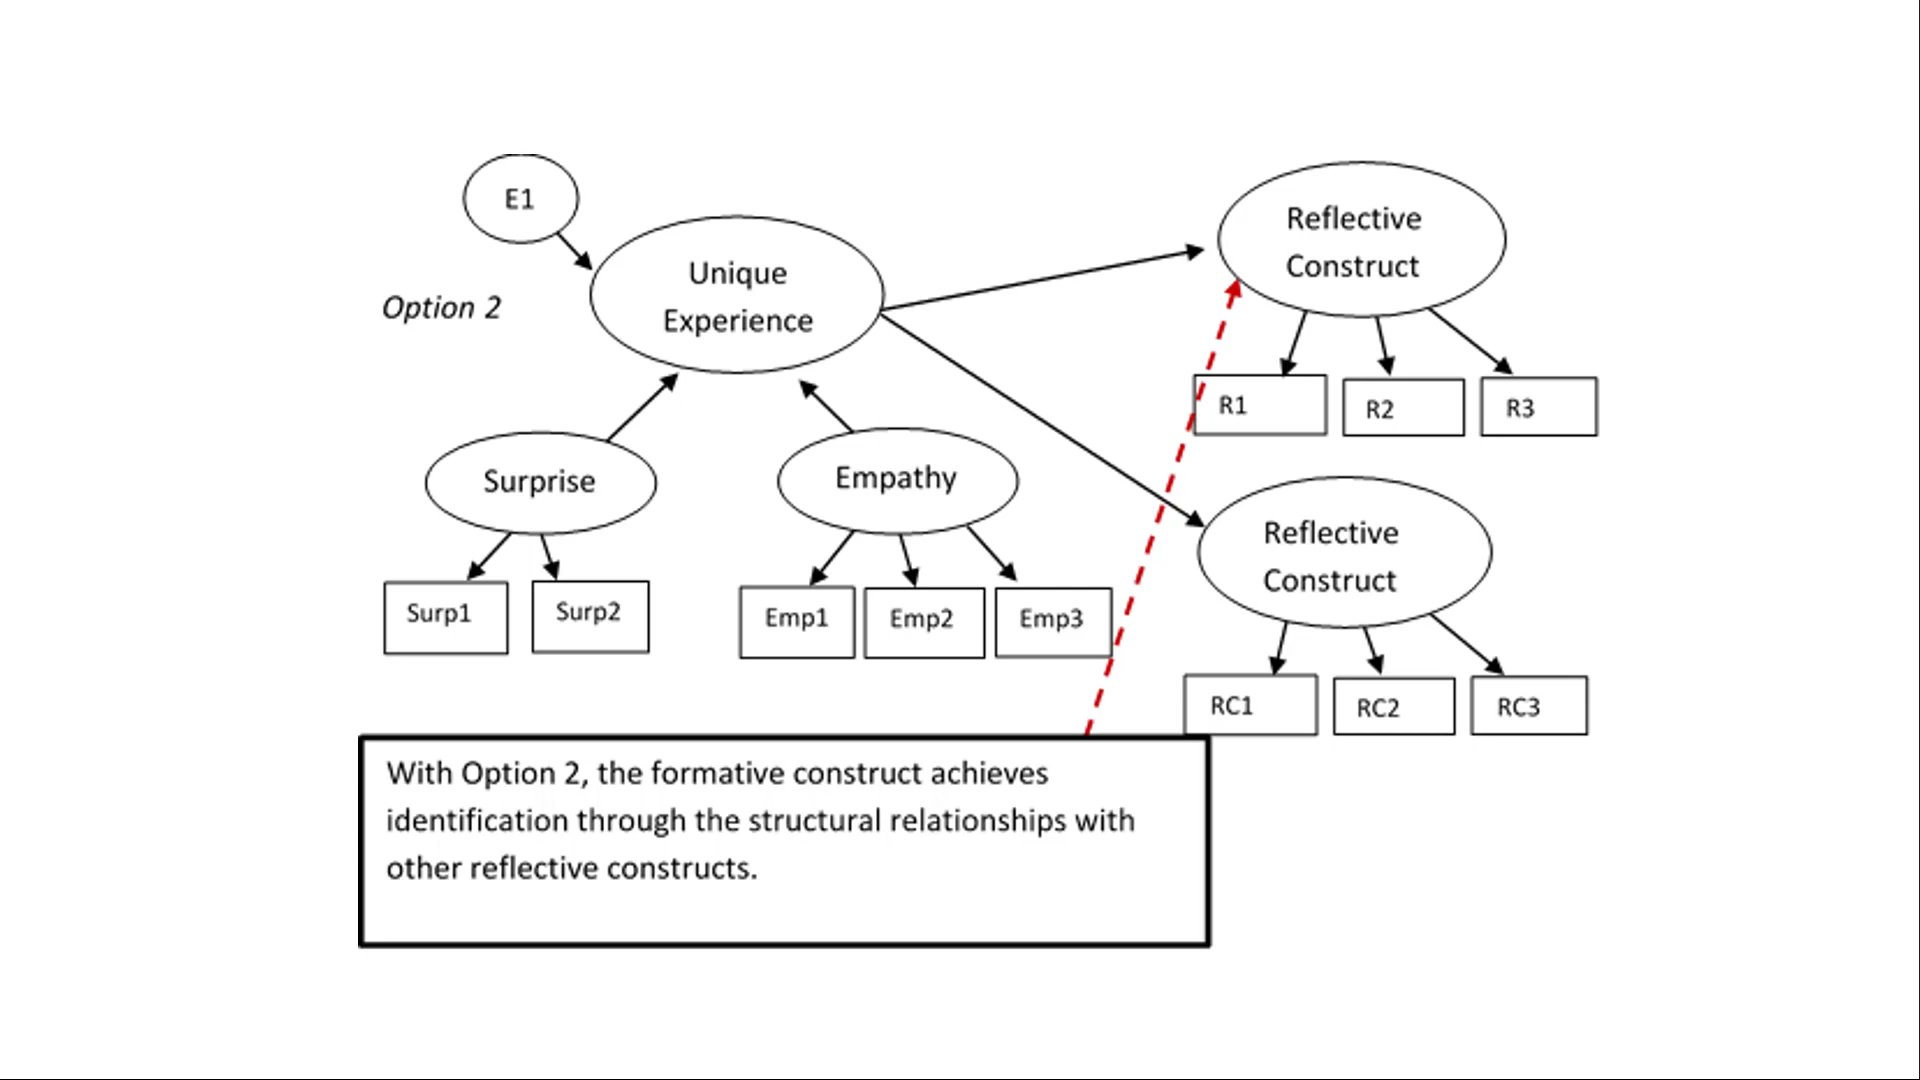 E1
Unique
Experience
Reflective
Construct
Option 2
R1
R2
R3
Surprise
Empathy
Reflective
Construct
Surp1
Surp2
Emp1
Emp2
Emp3
RC1
RC2
RC3
With Option 2, the formative construct achieves
identification through the structural relationships with
other reflective constructs.